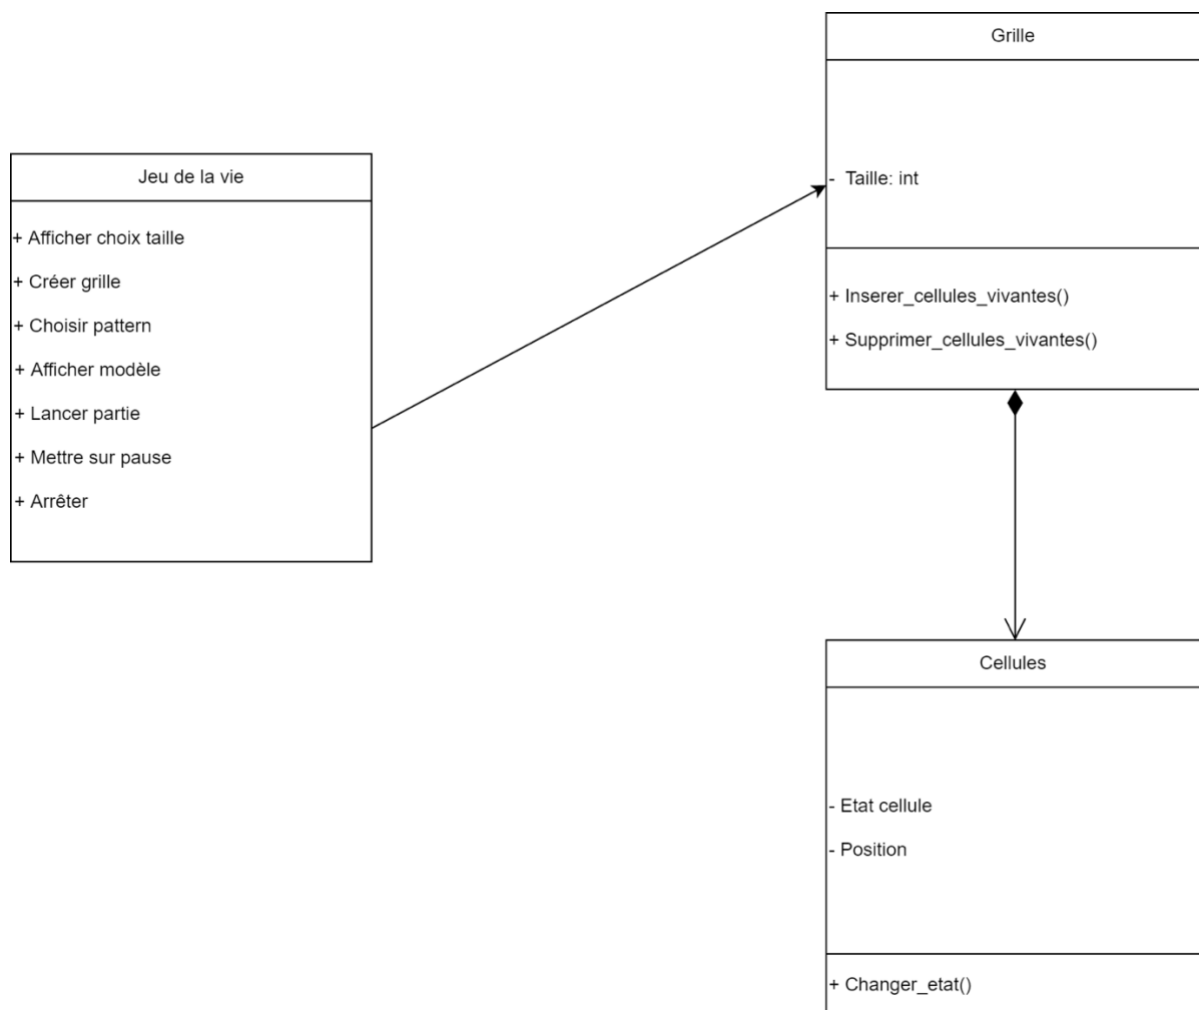 Jeu de la vie
+ Afficher choix taille
+ Créer grille
+ Choisir pattern
+ Afficher modèle
+ Lancer partie
+ Mettre sur pause
+ Arrêter
Grille
- Taille: int
+ Inserer_cellules_vivantes()
+ Supprimer_cellules_vivantes()
Cellules
- Etat cellule
- Position
+ Changer_etat()